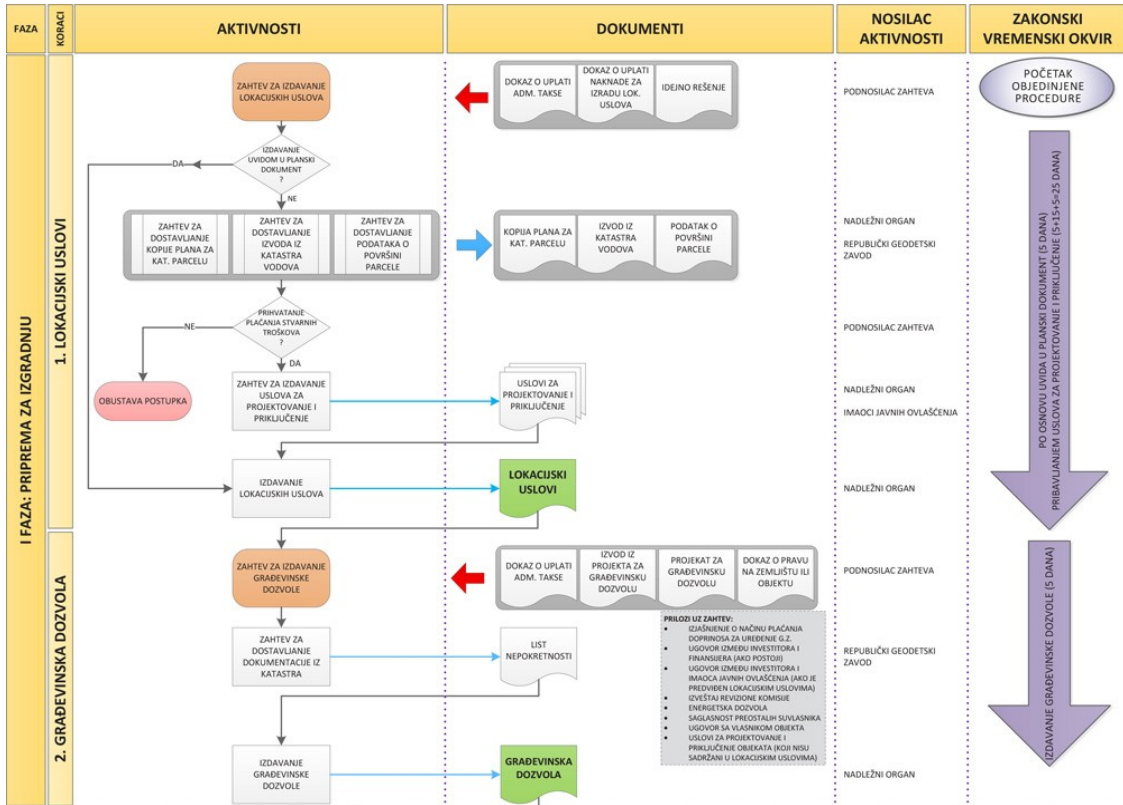 FAZA
KORACI
AKTIVNOSTI
DOKUMENTI
NOSILAC
AKTIVNOSTI
ZAKONSKI
VREMENSKI OKVIR
I FAZA: PRIPREMA ZA IZGRADNJU
1. LOKACIJSKI USLOVI
ZAHTEV ZA IZDAVANJE
LOKACIJSKIH USLOVA
DOKAZ O UPLATI
ADM. TAKSE
DOKAZ O UPLATI
NAKNADE ZA
IZRADU LOK.
USLOVA
IDEJNO REŠENJE
PODNOSILAC ZAHTEVA
POČETAK
OBJEDINJENE
PROCEDURE
IZDAVANJE
UVIDOM U PLANSKI
DOKUMENT
?
DA
NE
ZAHTEV ZA
DOSTAVLJANJE
KOPIJE PLANA ZA
KAT. PARCELU
ZAHTEV ZA
DOSTAVLJANJE
IZVODA IZ
KATASTRA
VODOVA
ZAHTEV ZA
DOSTAVLJANJE
PODATAKA O
POVRŠINI
PARCELE
KOPIJA PLANA ZA
KAT. PARCELU
IZVOD IZ
KATASTRA
VODOVA
PODATAK O
POVRŠINI
PARCELE
NADLEŽNI ORGAN
REPUBLIČKI GEODETSKI
ZAVOD
PRIHVATANJE
PLAĆANJA STVARNIH
TROŠKOVA
?
NE
DA
PODNOSILAC ZAHTEVA
OBUSTAVA POSTUPKA
ZAHTEV ZA IZDAVANJE
USLOVA ZA
PROJEKTOVANJE I
PRIKLJUČENJE
USLOVI ZA
PROJEKTOVANJE I
PRIKLJUČENJE
NADLEŽNI ORGAN
IMAOCI JAVNIH OVLAŠĆENJA
IZDAVANJE
LOKACIJSKIH USLOVA
LOKACIJSKI
USLOVI
NADLEŽNI ORGAN
PO OSNOVU UVIDA U PLANSKI DOKUMENT (5 DANA)
PRIBAVLJANJEM USLOVA ZA PROJEKTOVANJE I PRIKLJUČENJE (5+15+5=25 DANA)
2. GRAĐEVINSKA DOZVOLA
ZAHTEV ZA IZDAVANJE
GRAĐEVINSKE
DOZVOLE
DOKAZ O UPLATI
ADM. TAKSE
IZVOD IZ
PROJEKTA ZA
GRAĐEVINSKU
DOZVOLU
PROJEKAT ZA
GRAĐEVINSKU
DOZVOLU
DOKAZ O PRAVU
NA ZEMLJIŠTU ILI
OBJEKTU
PODNOSILAC ZAHTEVA
ZAHTEV ZA
DOSTAVLJANJE
DOKUMENTACIJE IZ
KATASTRA
LIST
NEPOKRETNOSTI
PRILOZI UZ ZAHTEV:
• IZJAŠNJENJE O NAČINU PLAĆANJA
DOPRINOSA ZA UREĐENJE G.Z.
• UGOVOR IZMEĐU INVESTITORA I
FINANSIJERA (AKO POSTOJI)
• UGOVOR IZMEĐU INVESTITORA I
IMAOCA JAVNIH OVLAŠĆENJA (AKO JE
PREDVIĐEN LOKACIJSKIM USLOVIMA)
• IZVEŠTAJ REVIZIONE KOMISIJE
• ENERGETSKA DOZVOLA
• SAGLASNOST PREOSTALIH SUVLASNIKA
• UGOVOR SA VLASNIKOM OBJEKTA
• USLOVI ZA PROJEKTOVANJE I
PRIKLJUČENJE OBJEKATA (KOJI NISU
SADRŽANI U LOKACIJSKIM USLOVIMA)
REPUBLIČKI GEODETSKI
ZAVOD
IZDAVANJE
GRAĐEVINSKE
DOZVOLE
GRAĐEVINSKA
DOZVOLA
NADLEŽNI ORGAN
IZDAVANJE GRAĐEVINSKE DOZVOLE (5 DANA)